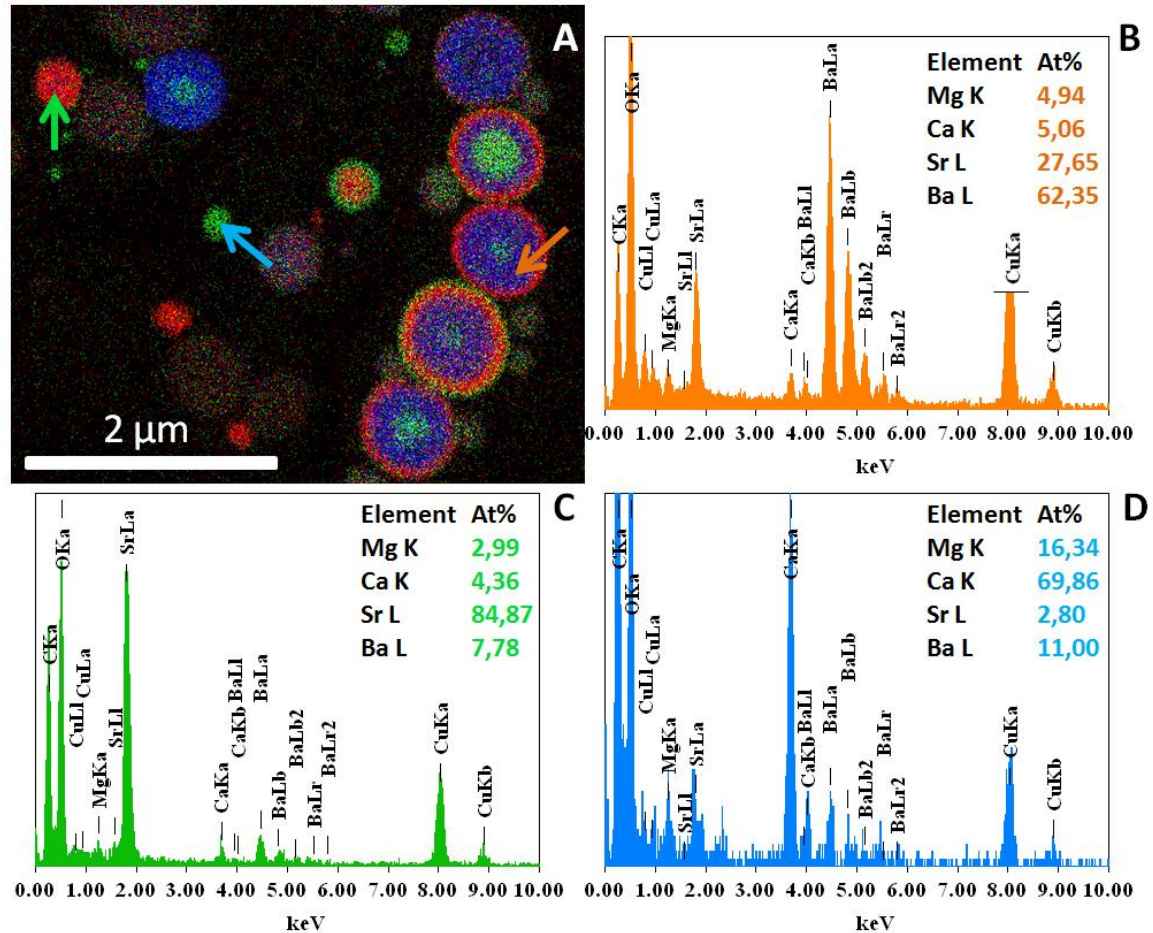 A
2 µm
B
Element At%
Mg K 4,94
Ca K 5,06
Sr L 27,65
Ba L 62,35
CKa
OKa
CuLl
CuLa
MgKa
SrLl
SrLa
CaKa
CaKb
BaLl
BaLa
BaLb
BaLb2
BaLr
BaLr2
CuKa
CuKb
0.00 1.00 2.00 3.00 4.00 5.00 6.00 7.00 8.00 9.00 10.00
keV
C
Element At%
Mg K 2,99
Ca K 4,36
Sr L 84,87
Ba L 7,78
CKa
OKa
CuLl
CuLa
MgKa
SrLl
SrLa
CaKa
CaKb
BaLl
BaLa
BaLb
BaLb2
BaLr
BaLr2
CuKa
CuKb
0.00 1.00 2.00 3.00 4.00 5.00 6.00 7.00 8.00 9.00 10.00
keV
D
Element At%
Mg K 16,34
Ca K 69,86
Sr L 2,80
Ba L 11,00
CKa
OKa
CuLl
CuLa
MgKa
SrLl
SrLa
CaKa
CaKb
BaLl
BaLa
BaLb
BaLb2
BaLr
BaLr2
CuKa
CuKb
0.00 1.00 2.00 3.00 4.00 5.00 6.00 7.00 8.00 9.00 10.00
keV